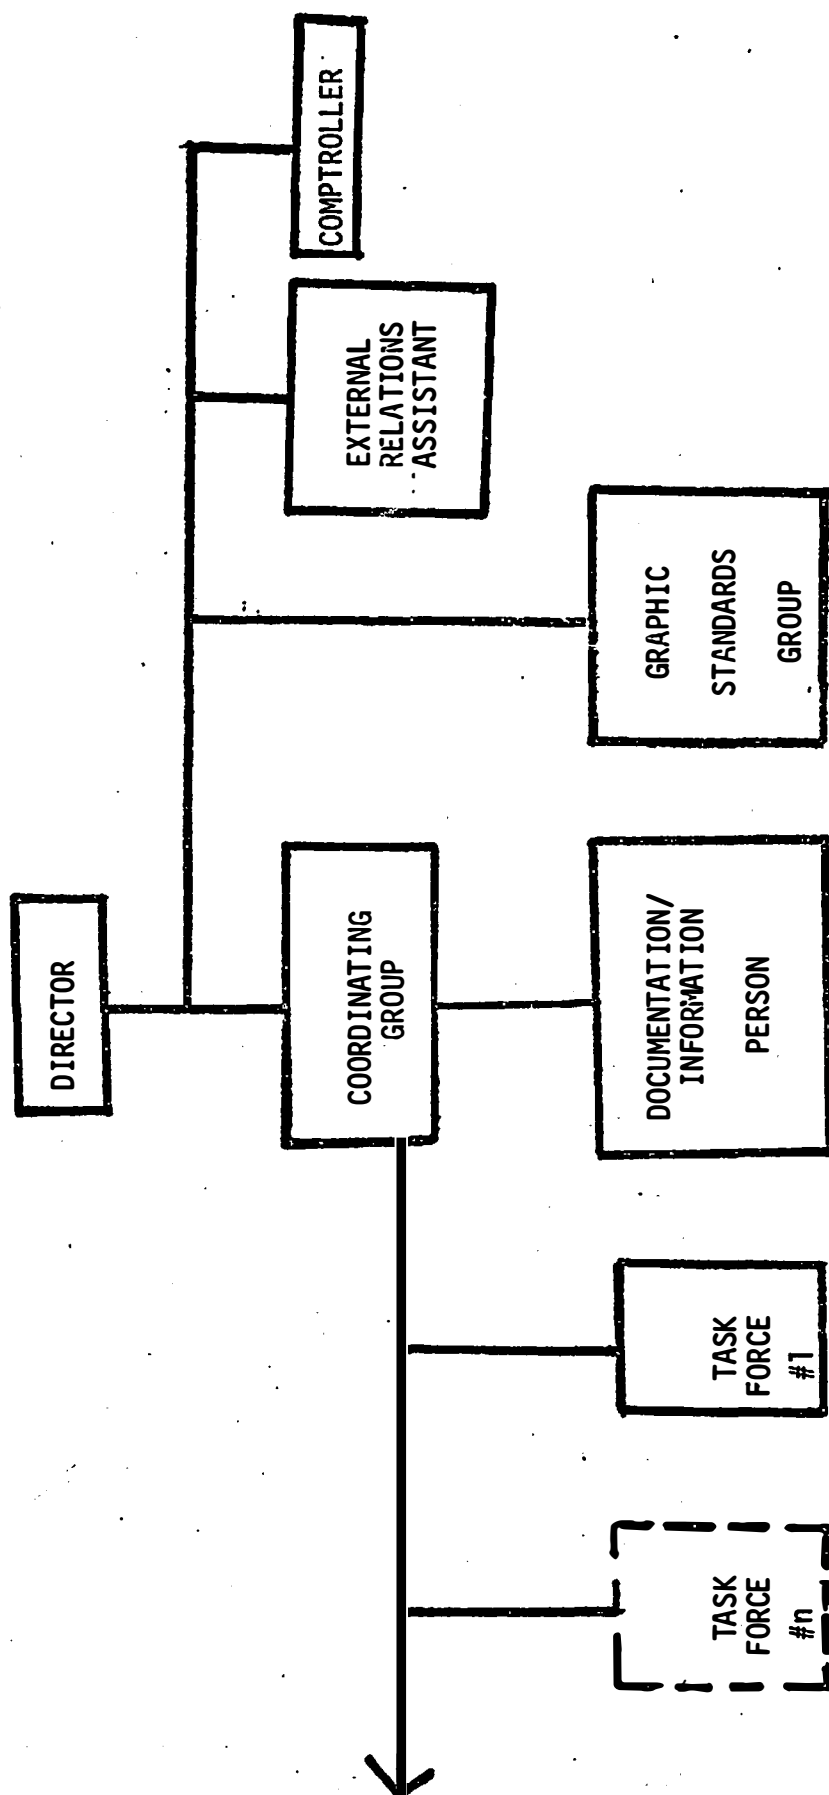 DIRECTOR
COORDINATING
GROUP
EXTERNAL
RELATIONS
ASSISTANT
COMPTROLLER
TASK
FORCE
#n
TASK
FORCE
#1
DOCUMENTATION/
INFORMATION
PERSON
GRAPHIC
STANDARDS
GROUP